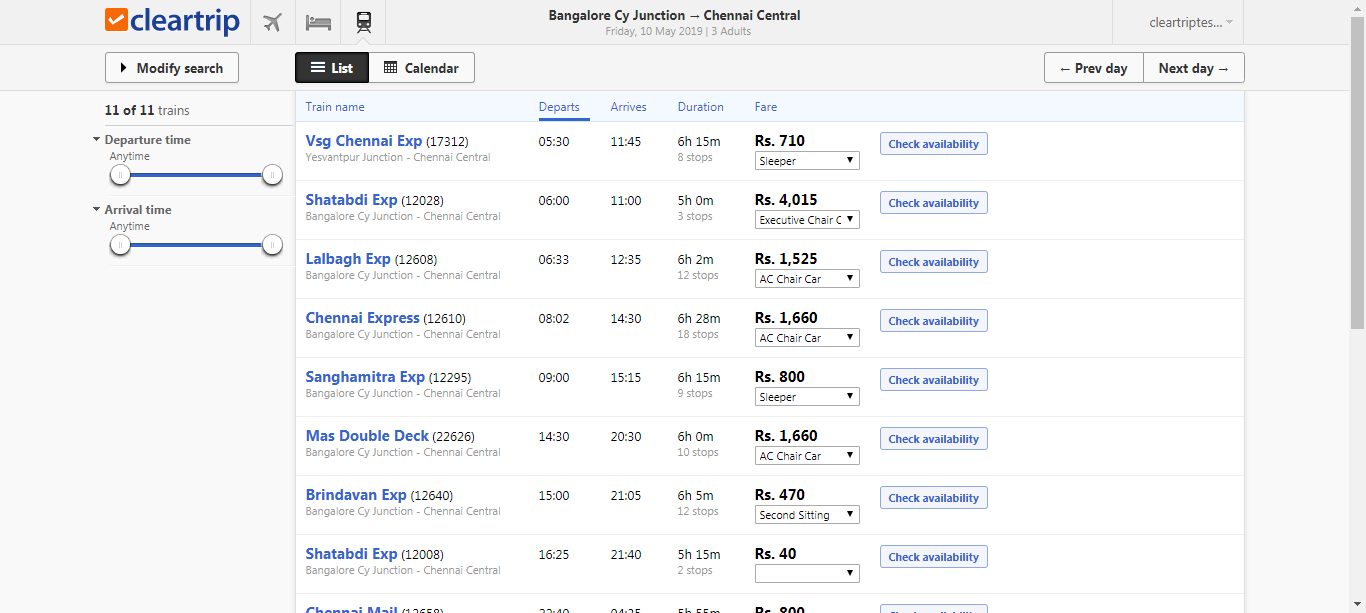 cleartrip
Bangalore Cy Junction → Chennai Central
Friday, 10 May 2019 | 3 Adults
cleartriptes...
Modify search
List
Calendar
← Prev day
Next day →
11 of 11 trains
Departure time
Anytime
Arrival time
Anytime
Train name Departs Arrives Duration Fare
Vsg Chennai Exp (17312) 05:30 11:45 6h 15m Rs. 710 Check availability
Yesvantpur Junction - Chennai Central 8 stops Sleeper
Shatabdi Exp (12028) 06:00 11:00 5h 0m Rs. 4,015 Check availability
Bangalore Cy Junction - Chennai Central 3 stops Executive Chair C
Lalbagh Exp (12608) 06:33 12:35 6h 2m Rs. 1,525 Check availability
Bangalore Cy Junction - Chennai Central 12 stops AC Chair Car
Chennai Express (12610) 08:02 14:30 6h 28m Rs. 1,660 Check availability
Bangalore Cy Junction - Chennai Central 18 stops AC Chair Car
Sanghamitra Exp (12295) 09:00 15:15 6h 15m Rs. 800 Check availability
Bangalore Cy Junction - Chennai Central 9 stops Sleeper
Mas Double Deck (22626) 14:30 20:30 6h 0m Rs. 1,660 Check availability
Bangalore Cy Junction - Chennai Central 10 stops AC Chair Car
Brindavan Exp (12640) 15:00 21:05 6h 5m Rs. 470 Check availability
Bangalore Cy Junction - Chennai Central 12 stops Second Sitting
Shatabdi Exp (12008) 16:25 21:40 5h 15m Rs. 40 Check availability
Bangalore Cy Junction - Chennai Central 2 stops
Chennai Mail (12658) 22:40 04:35 5h 55m Rs. 800 Check availability